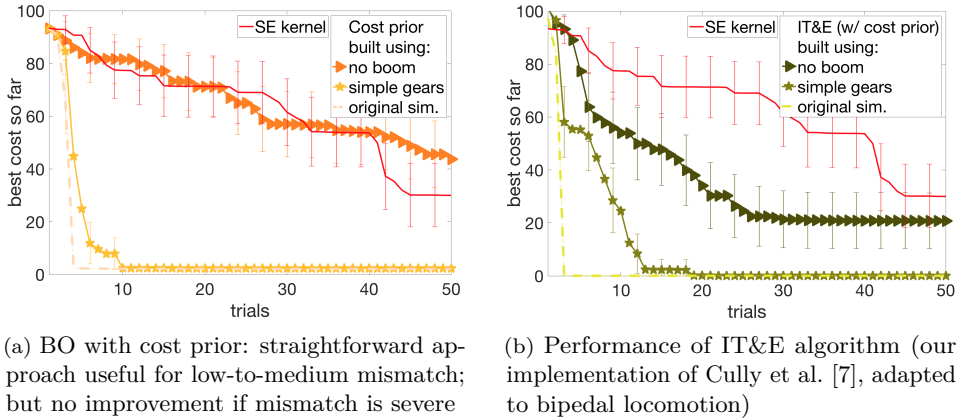 100
80
60
40
20
0
best cost so far
SE kernel
Cost prior
built using:
no boom
simple gears
original sim.
10
20
30
40
50
trials
(a) BO with cost prior: straightforward ap-
proach useful for low-to-medium mismatch;
but no improvement if mismatch is severe
100
80
60
40
20
0
best cost so far
SE kernel
IT&E (w/ cost prior)
built using:
no boom
simple gears
original sim.
10
20
30
40
50
trials
(b) Performance of IT&E algorithm (our
implementation of Cully et al. [7], adapted
to bipedal locomotion)